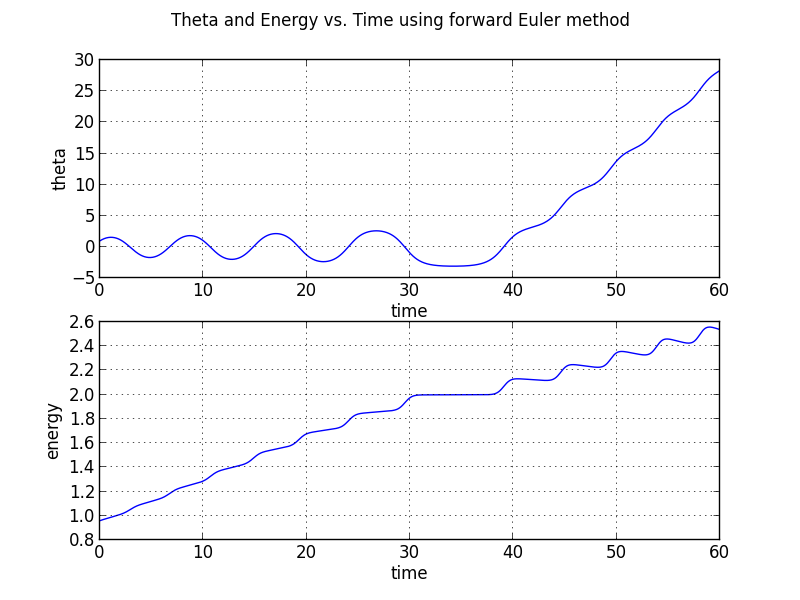 Theta and Energy vs. Time using forward Euler method
30
25
20
15
10
5
0
−5
theta
0 10 20 30 40 50 60
time
2.6
2.4
2.2
2.0
1.8
1.6
1.4
1.2
1.0
0.8
energy
0 10 20 30 40 50 60
time